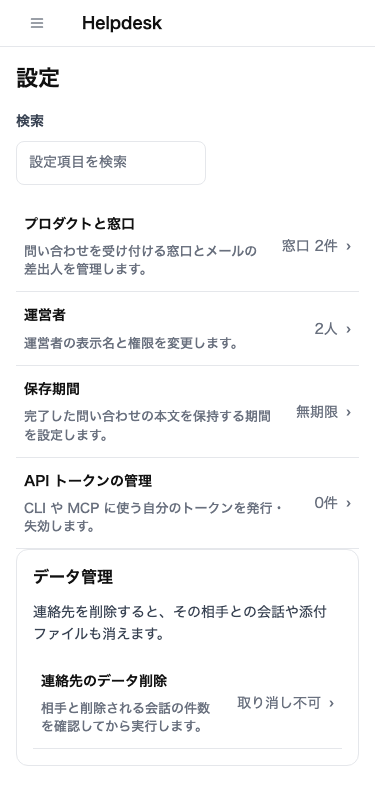 Helpdesk
設定
検索
設定項目を検索
プロダクトと窓口
問い合わせを受け付ける窓口とメールの
差出人を管理します。
窓口 2件 ›
運営者
運営者の表示名と権限を変更します。
2人 ›
保存期間
完了した問い合わせの本文を保持する期間
を設定します。
無期限 ›
API トークンの管理
CLI や MCP に使う自分のトークンを発行・
失効します。
0件 ›
データ管理
連絡先を削除すると、その相手との会話や添付
ファイルも消えます。
連絡先のデータ削除
相手と削除される会話の件数
を確認してから実行します。
取り消し不可 ›